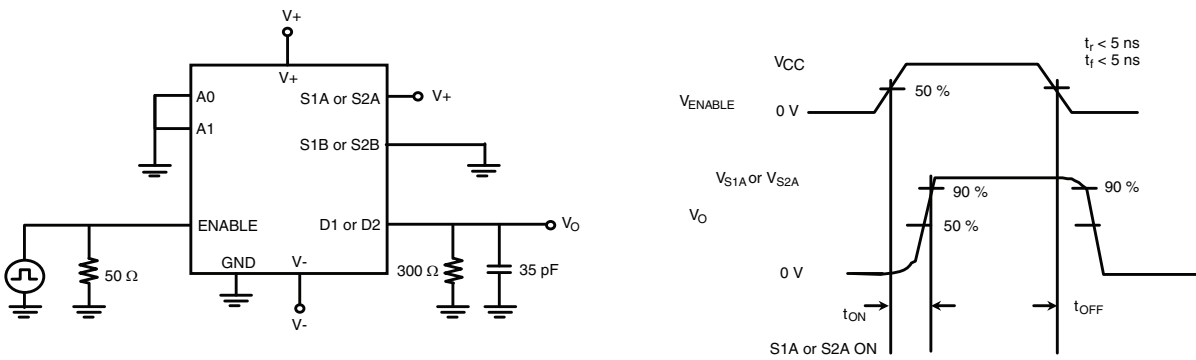 V+
V+
A0
S1A or S2A
V+
A1
S1B or S2B
ENABLE
D1 or D2
VO
GND
V-
50 Ω
300 Ω
35 pF
V-
tr < 5 ns
tf < 5 ns
VCC
50 %
VENABLE
0 V
VS1A or VS2A
90 %
90 %
VO
50 %
0 V
tON
tOFF
S1A or S2A ON